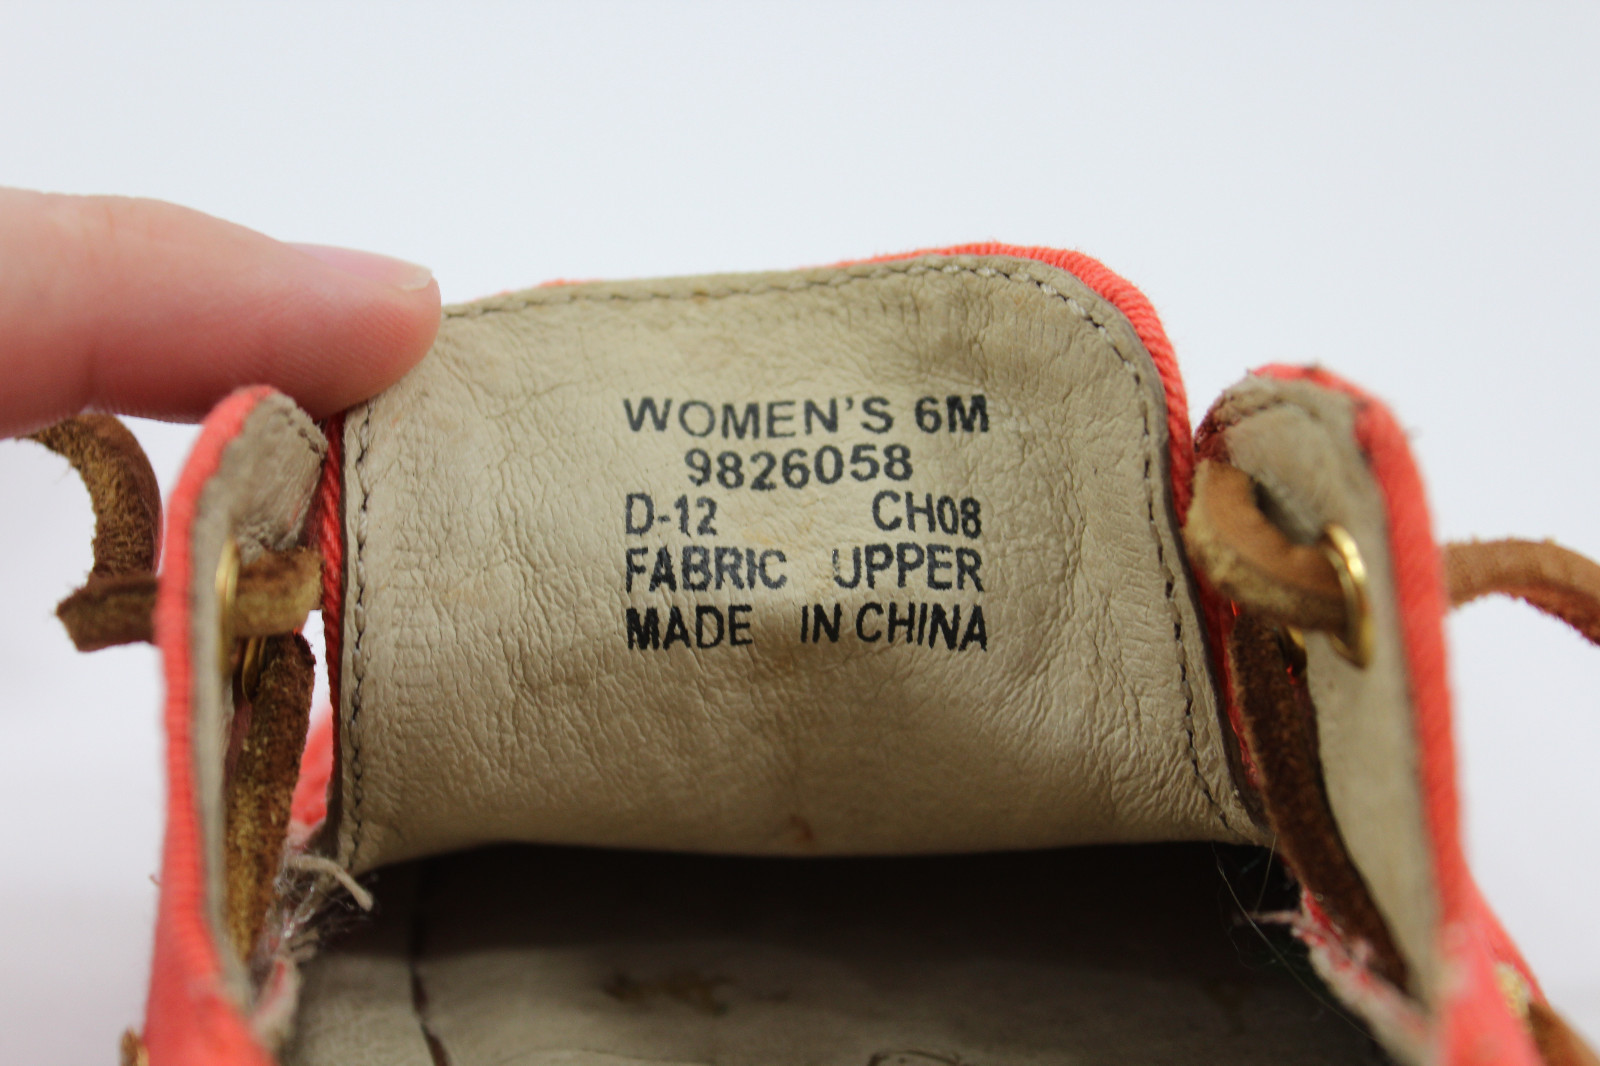 WOMEN'S 6M
9826058
D-12 CH08
FABRIC UPPER
MADE IN CHINA